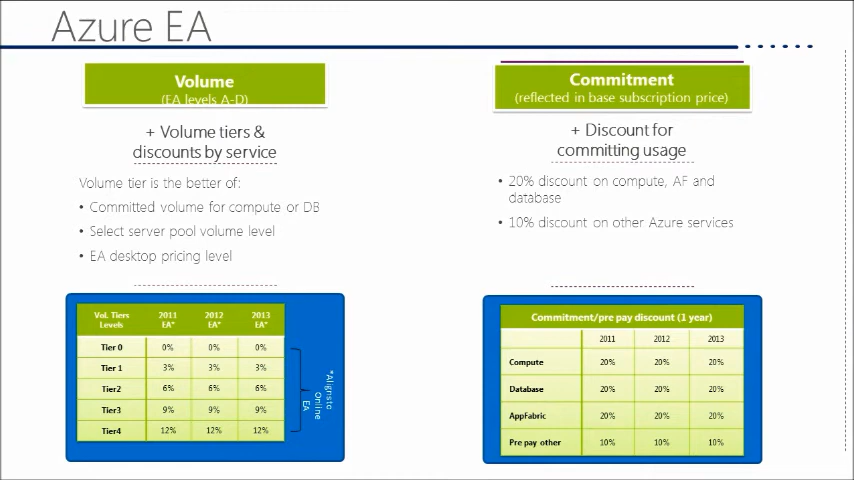 Azure EA
Volume
(EA levels A-D)
+ Volume tiers &
discounts by service
Volume tier is the better of:
• Committed volume for compute or DB
• Select server pool volume level
• EA desktop pricing level
Vol. Tiers Levels 2011 EA* 2012 EA* 2013 EA*
Tier 0 0% 0% 0%
Tier 1 3% 3% 3%
Tier2 6% 6% 6%
Tier3 9% 9% 9%
Tier4 12% 12% 12%
*Alignsto
Online
EA
Commitment
(reflected in base subscription price)
+ Discount for
committing usage
• 20% discount on compute, AF and
database
• 10% discount on other Azure services
Commitment/pre pay discount (1 year)
2011 2012 2013
Compute 20% 20% 20%
Database 20% 20% 20%
AppFabric 20% 20% 20%
Pre pay other 10% 10% 10%